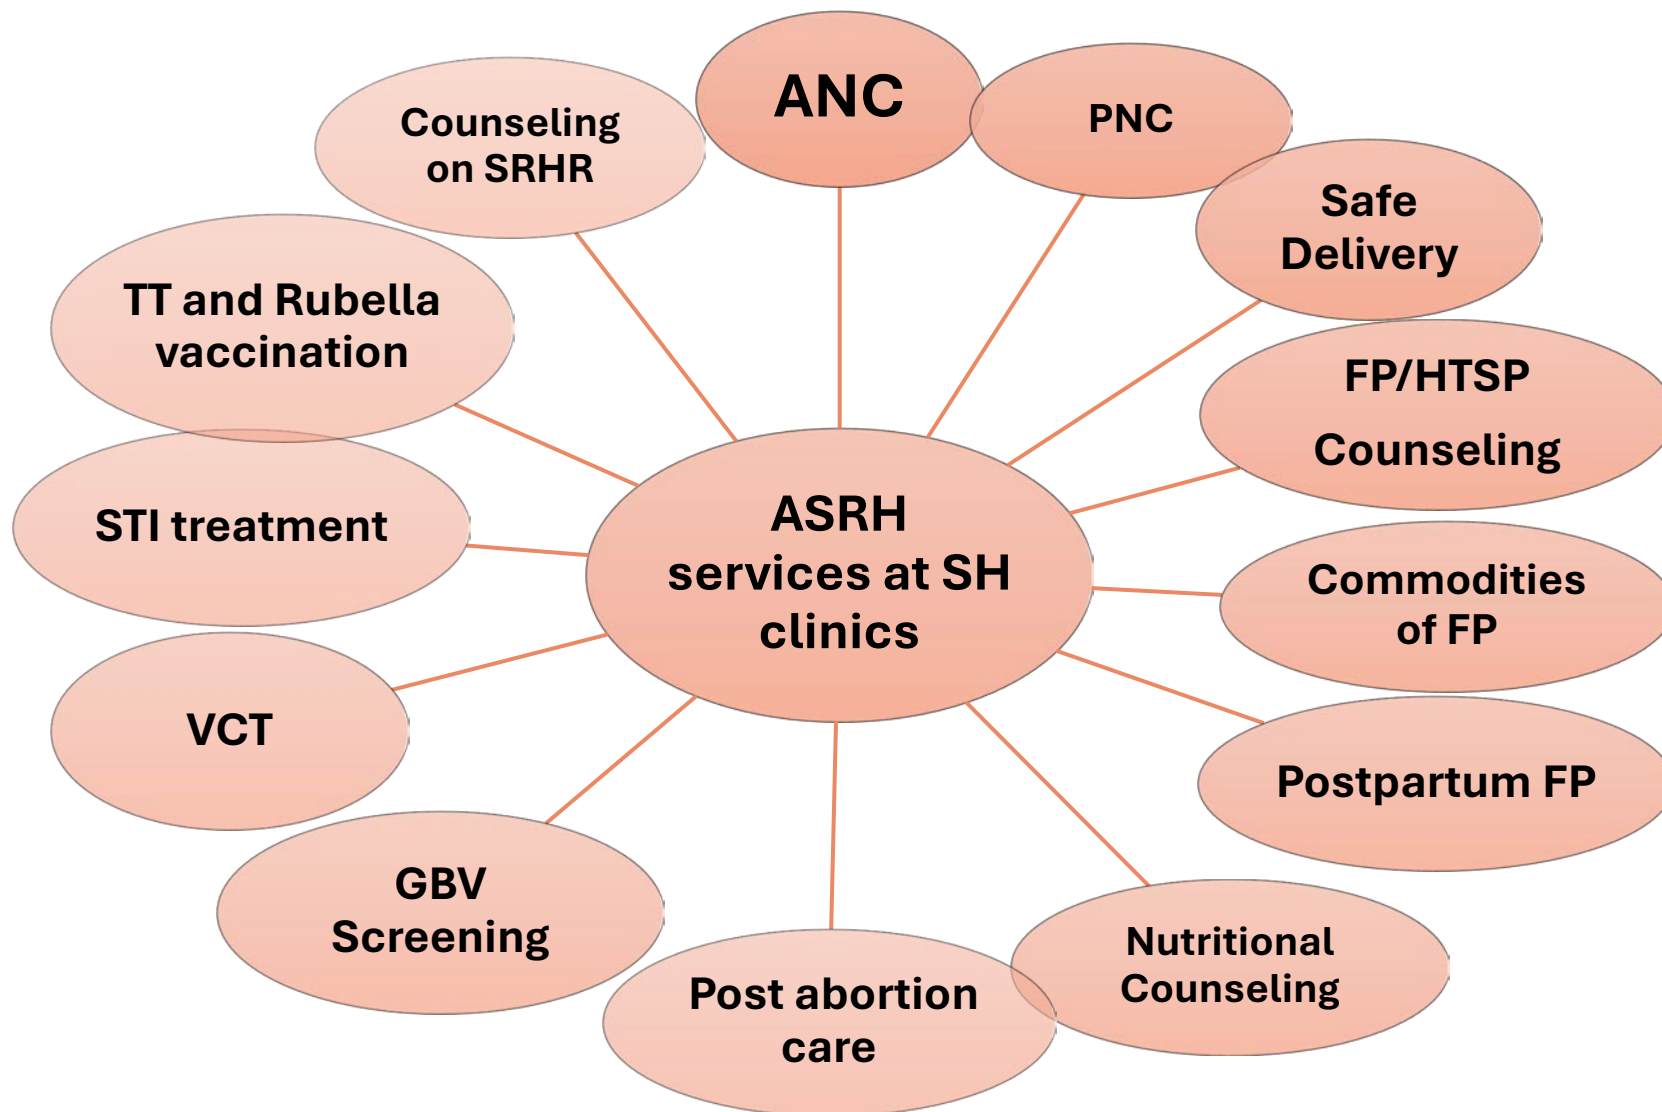 ANC
PNC
Safe
Delivery
FP/HTSP
Counseling
Commodities
of FP
Postpartum FP
Nutritional
Counseling
Post abortion
care
GBV
Screening
VCT
STI treatment
TT and Rubella
vaccination
Counseling
on SRHR
ASRH
services at SH
clinics